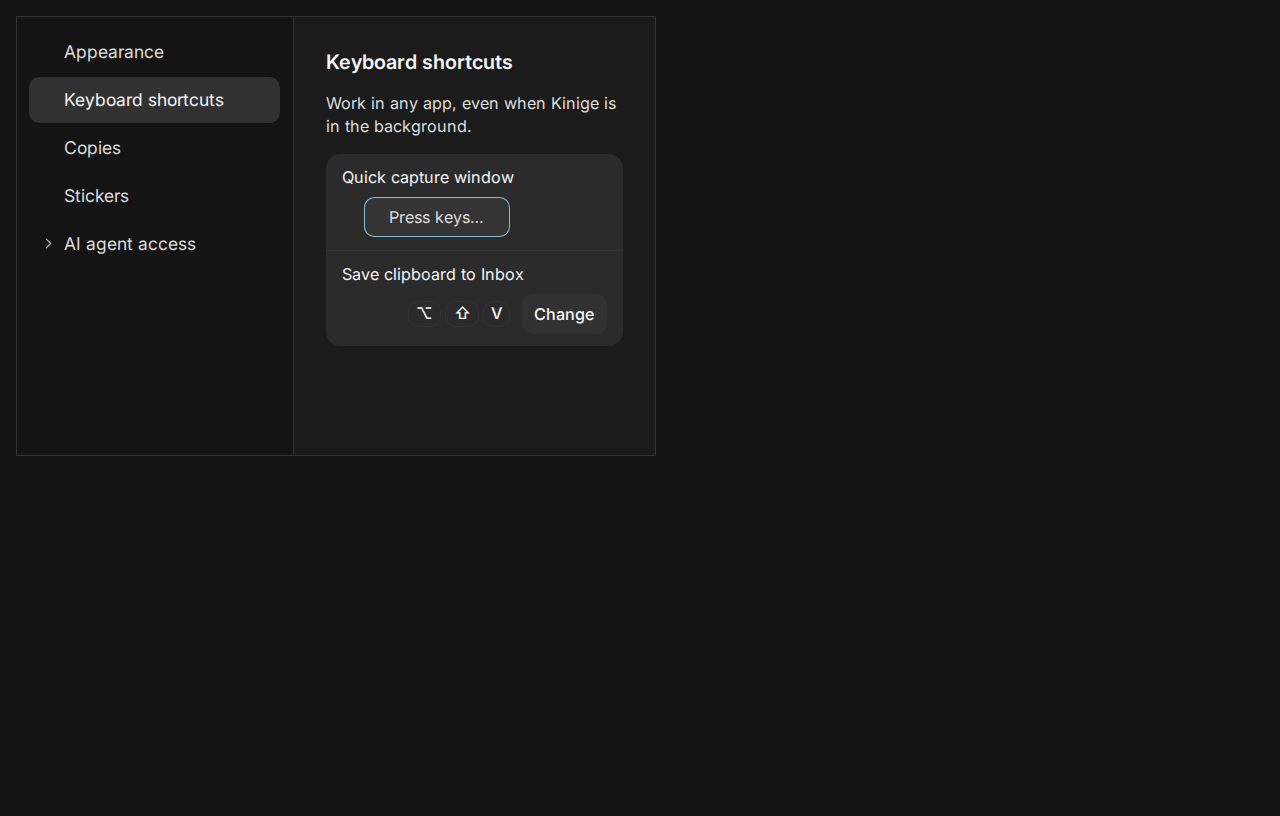 Appearance
Keyboard shortcuts
Copies
Stickers
AI agent access
Keyboard shortcuts
Work in any app, even when Kinige is
in the background.
Quick capture window
Press keys...
Save clipboard to Inbox
⌥ ⇧ V Change